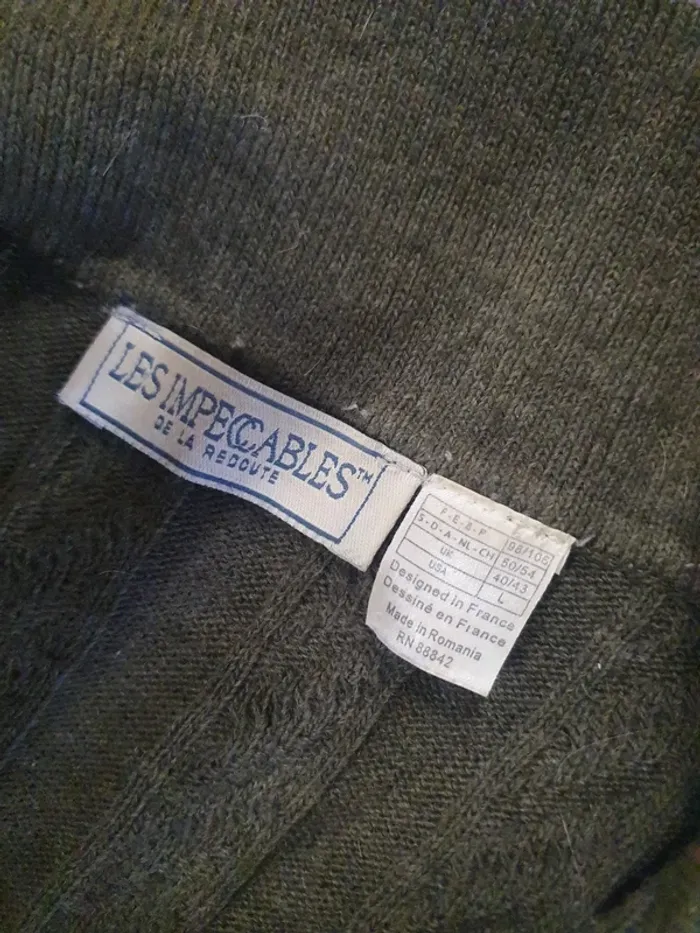 LES IMPECCABLES™
DE LA REDOUTE
F-E-B-P 98/106
S-D-A-NL-CH 50/54
UK 40/43
USA L
Designed in France
Dessiné en France
Made in Romania
RN 88842